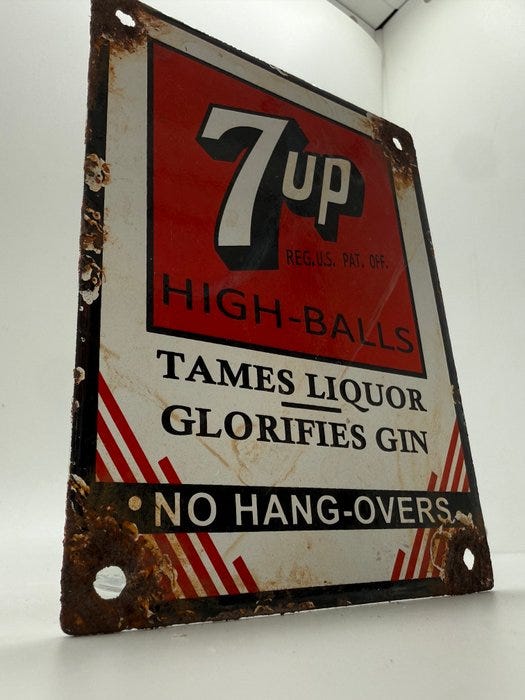 7up
REG. U.S. PAT. OFF.
HIGH-BALLS
TAMES LIQUOR
GLORIFIES GIN
NO HANG-OVERS